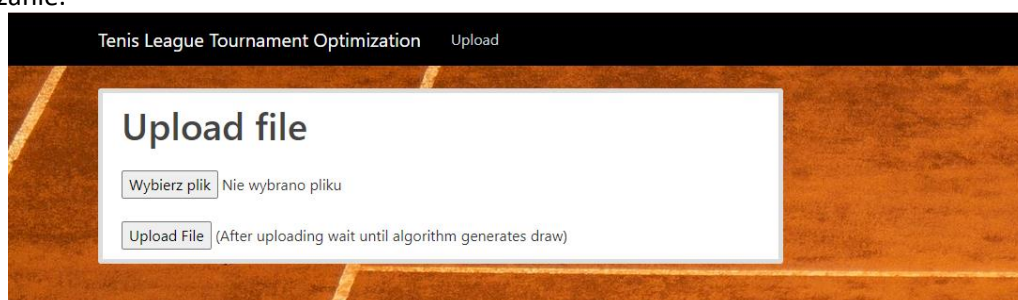 Tenis League Tournament Optimization Upload
Upload file
Wybierz plik Nie wybrano pliku
Upload File (After uploading wait until algorithm generates draw)